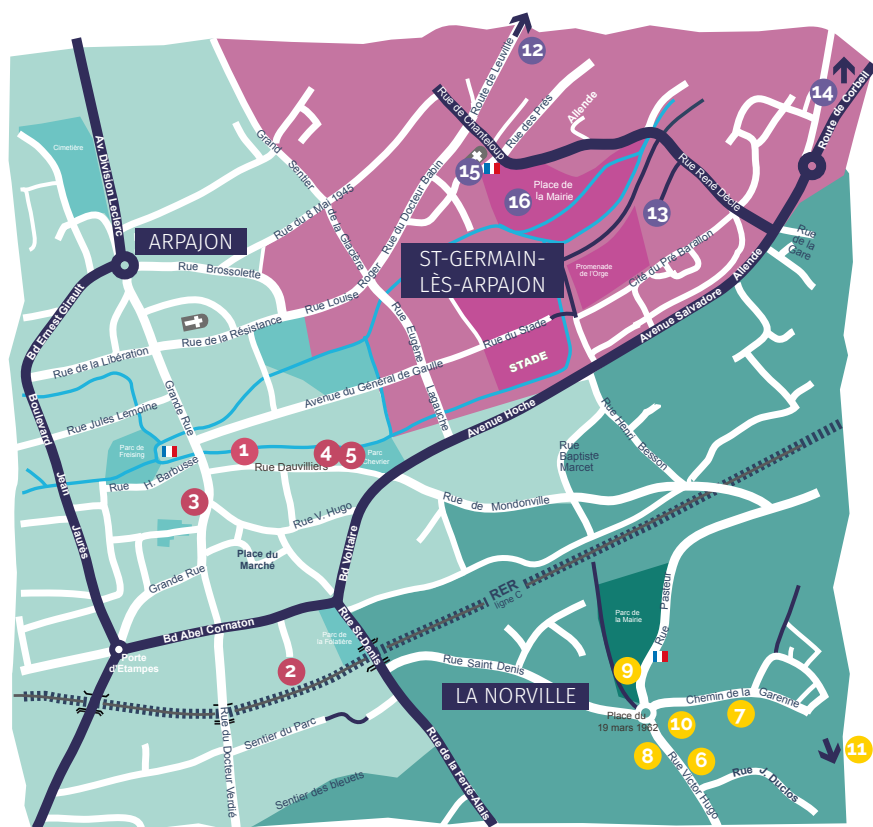 12
Route de Leuville
14
Route de Corbeil
Rue de Chanteloup
Rue des Prés
Allende
Av. Division Leclerc
Cimetière
Grand Sentier de la Glacière
15
Place de
la Mairie
16
Rue René Dècle
13
Rue du 8 Mai 1945
Rue du Docteur Babin
ARPAJON
Rue
de la
Gare
ST-GERMAIN-
LÈS-ARPAJON
Promenade
de l'Orge
Cité du Pré Barallon
Rue Brossolette
Rue Louise Roger
Avenue Salvadore Allende
Bd Ernest Girault
Rue de la Résistance
Rue Eugène Lagauche
Rue du Stade
STADE
Rue de la Libération
Avenue du Général de Gaulle
Grande Rue
Rue Jules Lemoine
Avenue Hoche
Rue Henri Besson
Boulevard Jean Jaurès
Parc de
Freising
1
4
5
Parc
Chevrier
Rue
Baptiste
Marcet
Rue H. Barbusse
Rue Dauvilliers
3
Rue de Mondonville
Rue V. Hugo
Place du
Marché
Bd Voltaire
Grande Rue
RER
ligne C
Rue Pasteur
Parc de
la Mairie
Bd Abel Cornaton
Parc de
la Folatière
Rue St-Denis
Porte
d'Etampes
2
Rue Saint Denis
9
LA NORVILLE
Chemin de la Garenne
Place du
19 mars 1962
10
7
Rue du Docteur Verdié
Sentier du Parc
Rue de la Ferté-Alais
8
6
11
Rue Victor Hugo
Rue J. Duclos
Sentier des bleuets